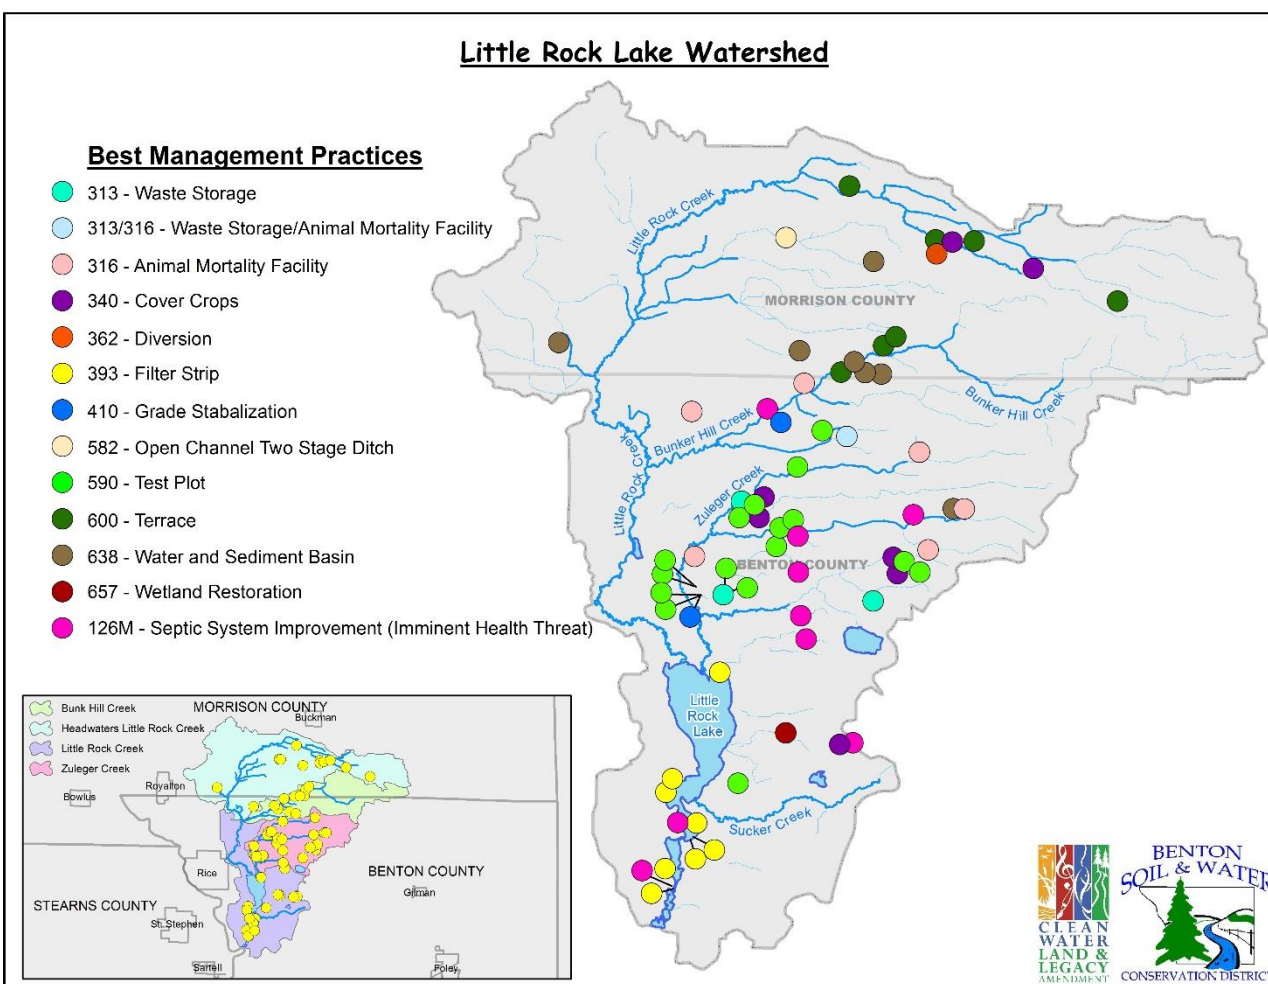 Little Rock Lake Watershed
Best Management Practices
313 - Waste Storage
313/316 - Waste Storage/Animal Mortality Facility
316 - Animal Mortality Facility
340 - Cover Crops
362 - Diversion
393 - Filter Strip
410 - Grade Stabalization
582 - Open Channel Two Stage Ditch
590 - Test Plot
600 - Terrace
638 - Water and Sediment Basin
657 - Wetland Restoration
126M - Septic System Improvement (Imminent Health Threat)
Little Rock Creek
MORRISON COUNTY
Bunker Hill Creek
Bunker Hill Creek
Little Rock Creek
Zuleger Creek
BENTON COUNTY
Little
Rock
Lake
Sucker Creek
Bunk Hill Creek
Headwaters Little Rock Creek
Little Rock Creek
Zuleger Creek
MORRISON COUNTY
Buckman
Royalton
Bowlus
Rice
BENTON COUNTY
Gilman
STEARNS COUNTY
St. Stephen
Sartell
Foley
CLEAN
WATER
LAND &
LEGACY
AMENDMENT
BENTON
SOIL & WATER
CONSERVATION DISTRICT